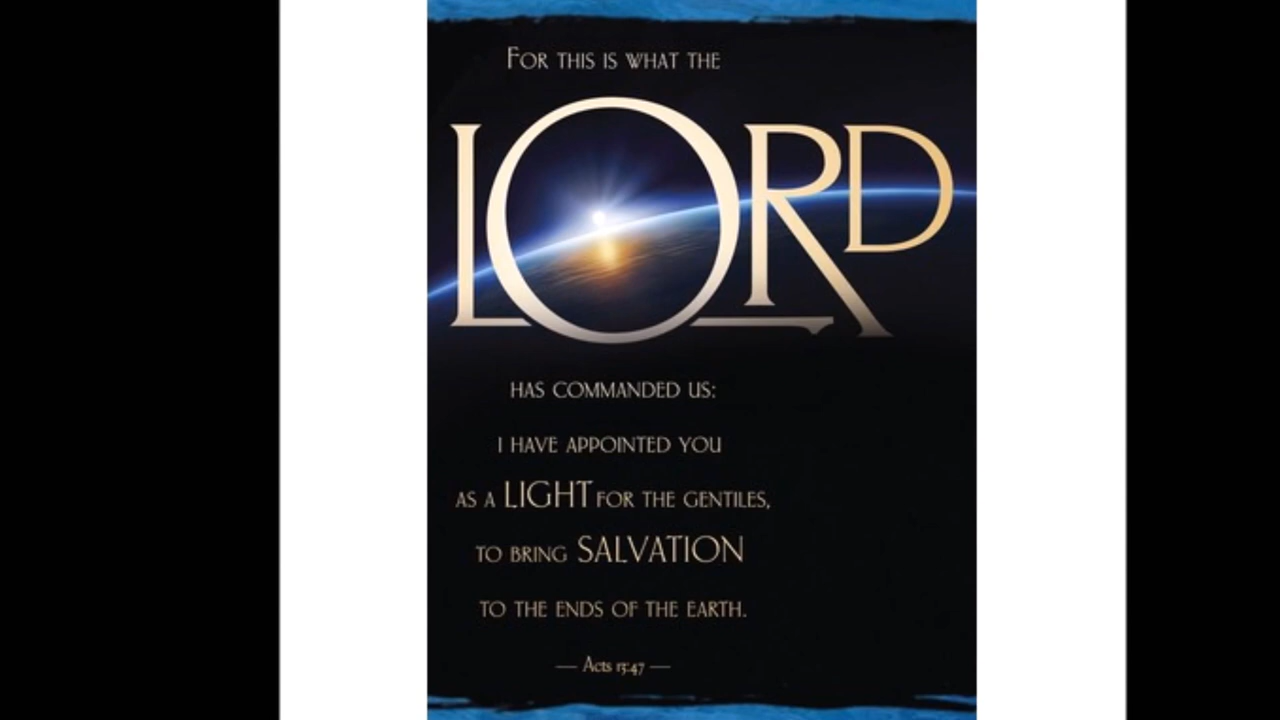 FOR THIS IS WHAT THE
LORD
HAS COMMANDED US:
I HAVE APPOINTED YOU
AS A LIGHT FOR THE GENTILES,
TO BRING SALVATION
TO THE ENDS OF THE EARTH.
— Acts 13:47 —